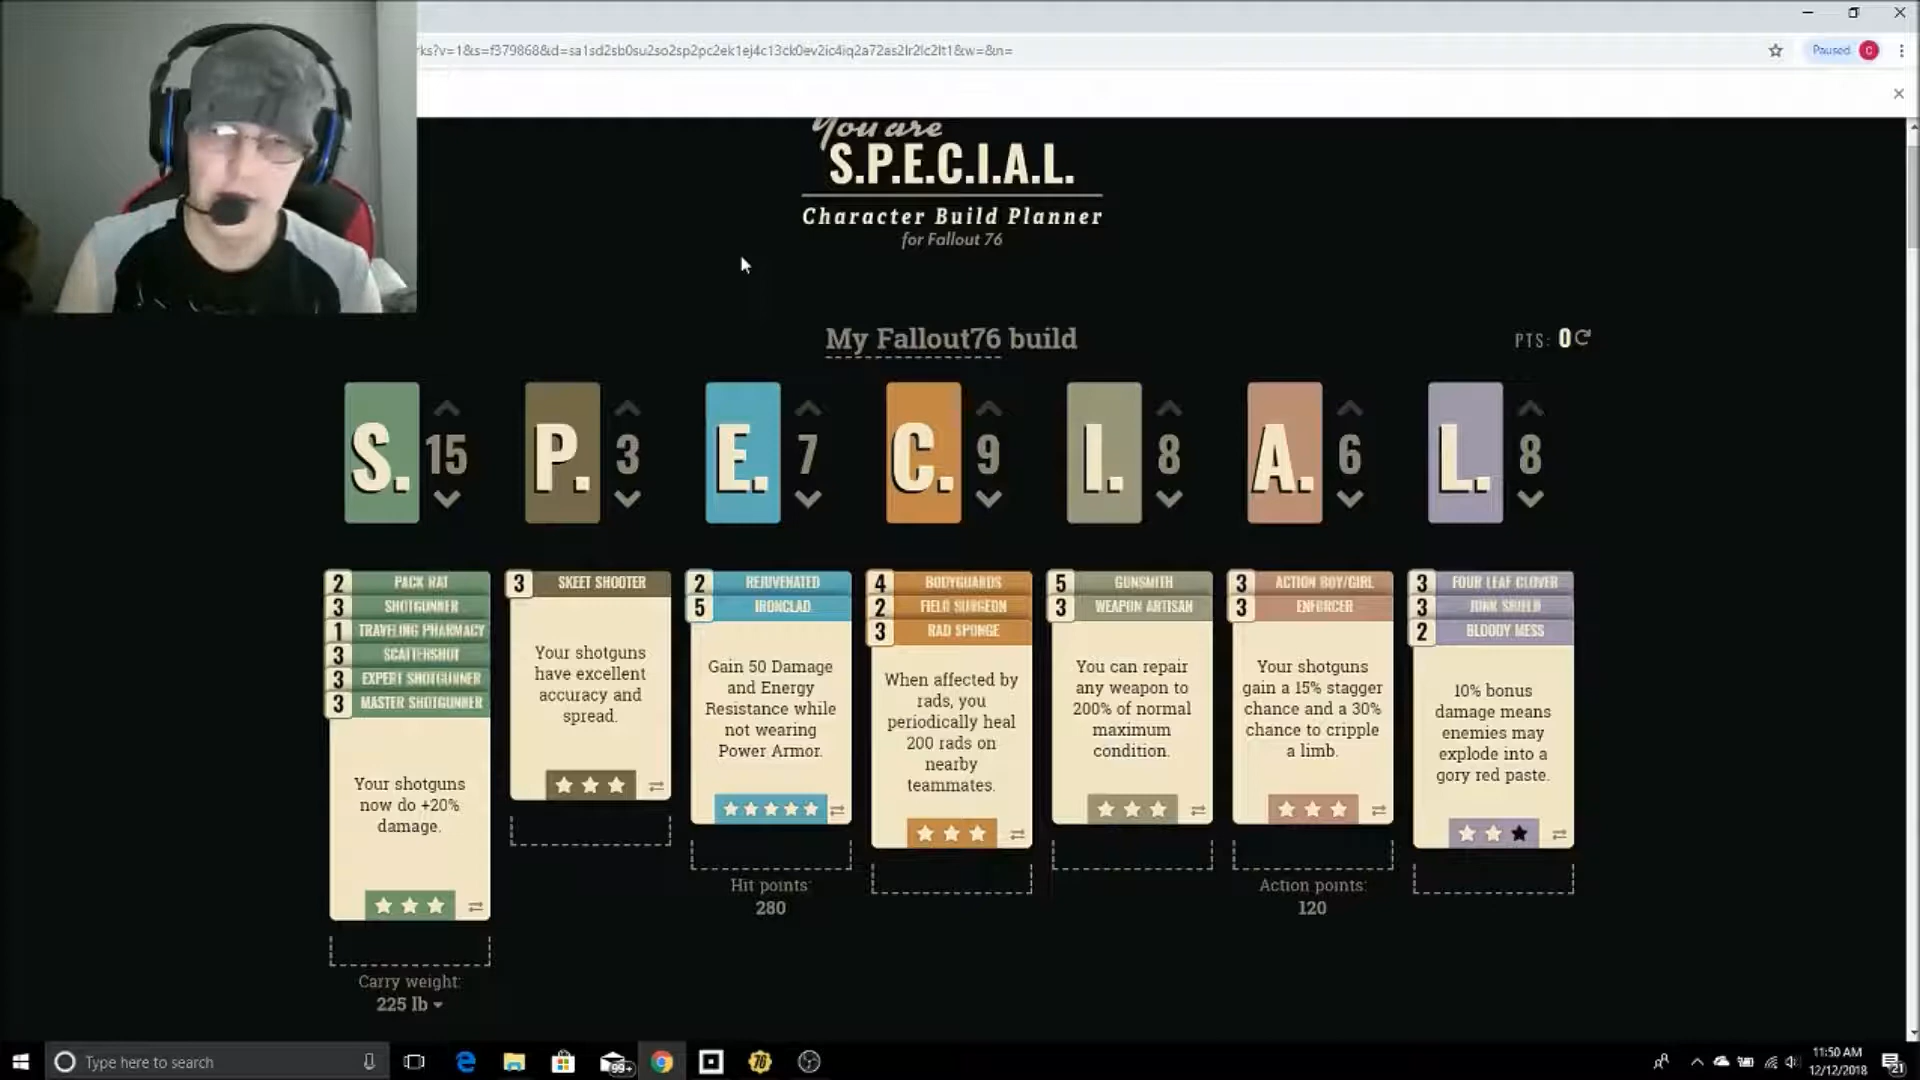 rks?v=1&s=f379868&d=sa1sd2sb0su2so2sp2pc2ek1ej4c13ck0ev2ic4iq2a72as2lr2lc2lt1&w=&n=
Paused C
You are
S.P.E.C.I.A.L.
Character Build Planner
for Fallout 76
My Fallout76 build
PTS: 0
S. 15
P. 3
E. 7
C. 9
I. 8
A. 6
L. 8
2 PACK RAT
3 SHOTGUNNER
1 TRAVELING PHARMACY
3 SCATTERSHOT
3 EXPERT SHOTGUNNER
3 MASTER SHOTGUNNER
Your shotguns
now do +20%
damage.
Carry weight:
225 lb
3 SKEET SHOOTER
Your shotguns
have excellent
accuracy and
spread.
2 REJUVENATED
5 IRONCLAD
Gain 50 Damage
and Energy
Resistance while
not wearing
Power Armor.
Hit points:
280
4 BODYGUARDS
2 FIELD SURGEON
3 RAD SPONGE
When affected by
rads, you
periodically heal
200 rads on
nearby
teammates.
5 GUNSMITH
3 WEAPON ARTISAN
You can repair
any weapon to
200% of normal
maximum
condition.
3 ACTION BOY/GIRL
3 ENFORCER
Your shotguns
gain a 15% stagger
chance and a 30%
chance to cripple
a limb.
Action points:
120
3 FOUR LEAF CLOVER
3 JUNK SHIELD
2 BLOODY MESS
10% bonus
damage means
enemies may
explode into a
gory red paste.
Type here to search
99+
76
11:50 AM
12/12/2018
21